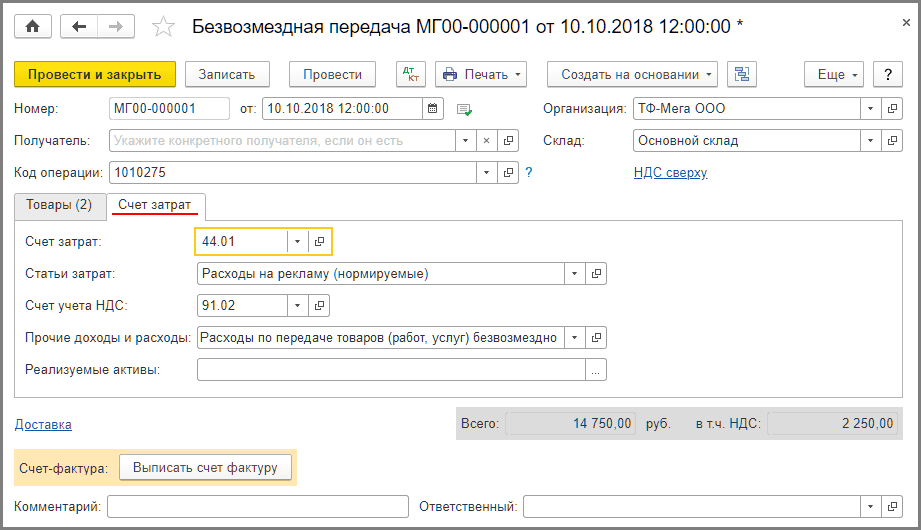 Безвозмездная передача МГ00-000001 от 10.10.2018 12:00:00 *
Провести и закрыть Записать Провести Дт Кт Печать Создать на основании Еще ?
Номер: МГ00-000001 от: 10.10.2018 12:00:00 Организация: ТФ-Мега ООО
Получатель: Укажите конкретного получателя, если он есть Склад: Основной склад
Код операции: 1010275 ? НДС сверху
Товары (2) Счет затрат
Счет затрат: 44.01
Статьи затрат: Расходы на рекламу (нормируемые)
Счет учета НДС: 91.02
Прочие доходы и расходы: Расходы по передаче товаров (работ, услуг) безвозмездно
Реализуемые активы: ...
Доставка Всего: 14 750,00 руб. в т.ч. НДС: 2 250,00
Счет-фактура: Выписать счет фактуру
Комментарий: Ответственный: